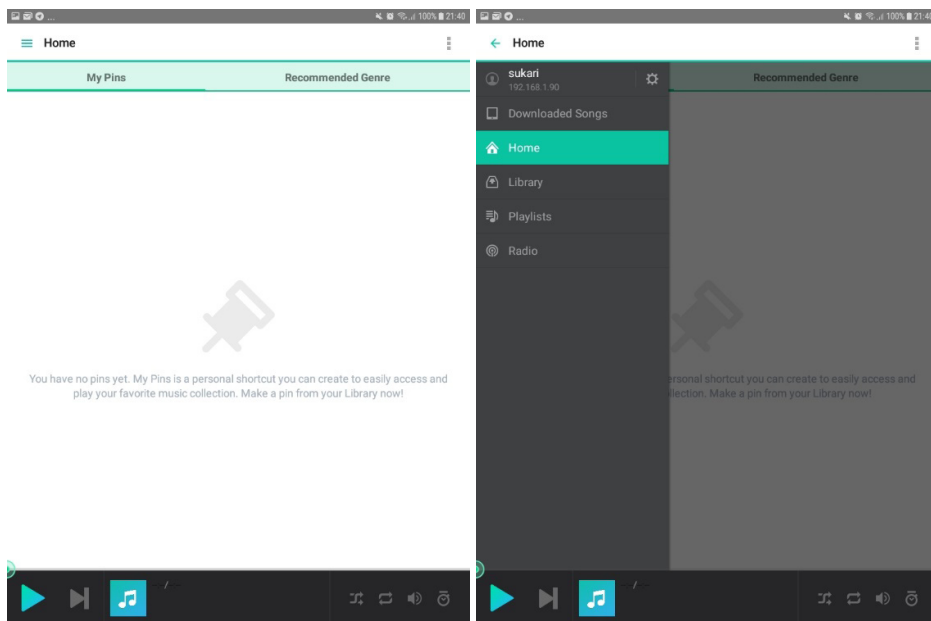 ... 100% 21:40
Home
My Pins Recommended Genre
You have no pins yet. My Pins is a personal shortcut you can create to easily access and
play your favorite music collection. Make a pin from your Library now!
--/--
... 100% 21:40
Home
sukari
192.168.1.90
Recommended Genre
Downloaded Songs
Home
Library
Playlists
Radio
personal shortcut you can create to easily access and
llection. Make a pin from your Library now!
--/--